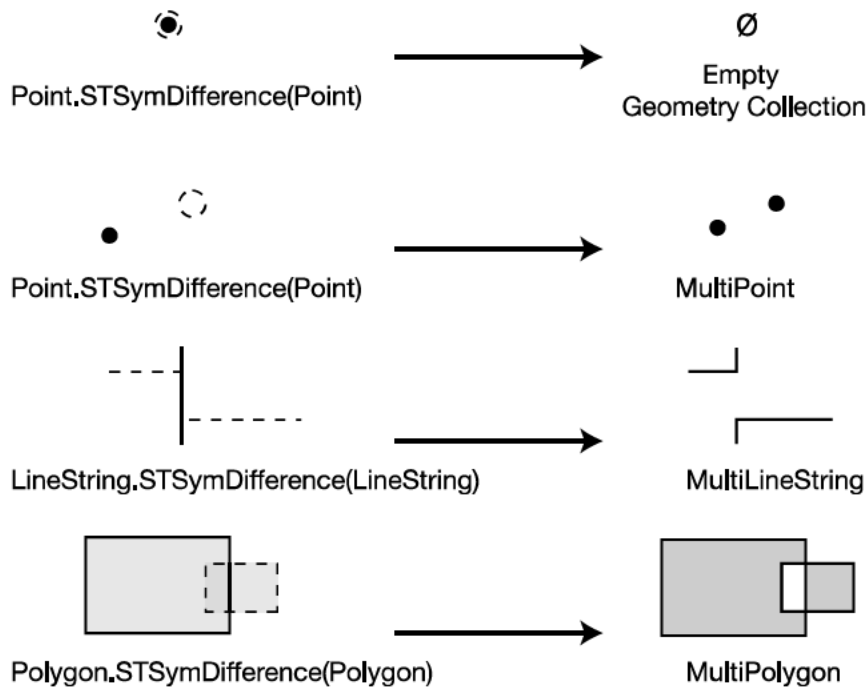 Ø
Point.STSymDifference(Point)
Empty
Geometry Collection
Point.STSymDifference(Point)
MultiPoint
LineString.STSymDifference(LineString)
MultiLineString
Polygon.STSymDifference(Polygon)
MultiPolygon